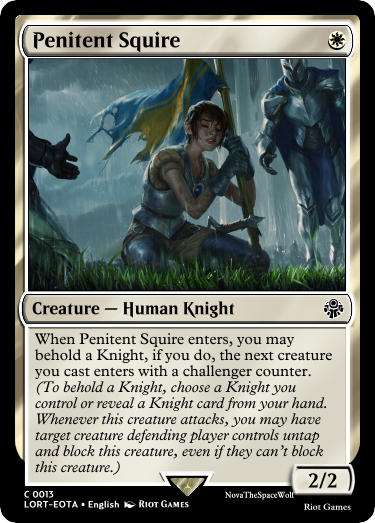 Penitent Squire
Creature — Human Knight
When Penitent Squire enters, you may
behold a Knight, if you do, the next creature
you cast enters with a challenger counter.
(To behold a Knight, choose a Knight you
control or reveal a Knight card from your hand.
Whenever this creature attacks, you may have
target creature defending player controls untap
and block this creature, even if they can't block
this creature.)
2/2
C 0013
LORT-EOTA • English Riot Games
NovaTheSpaceWolf
Riot Games